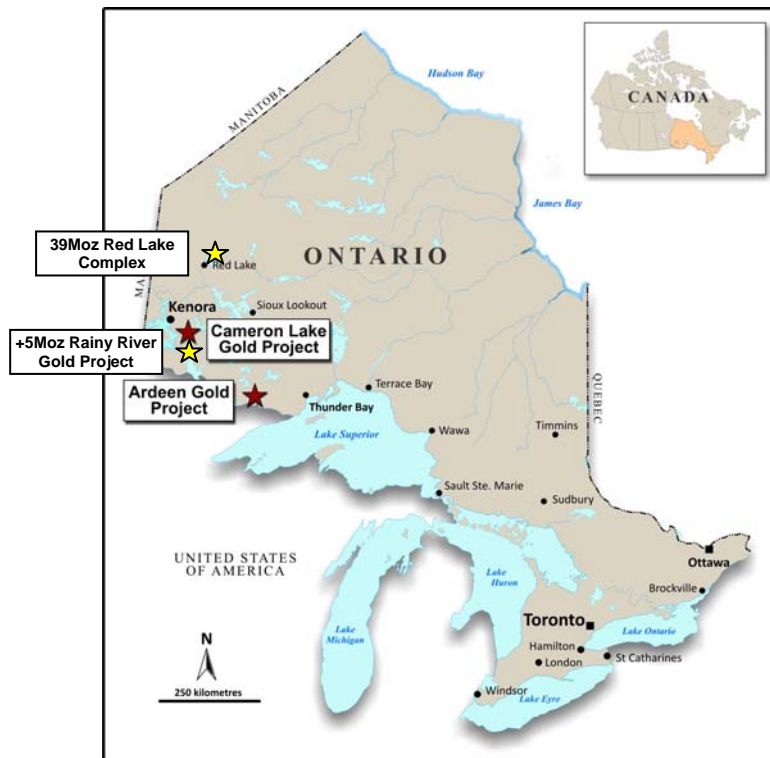 Hudson Bay
CANADA
MANITOBA
James Bay
39Moz Red Lake
Complex
Red Lake
ONTARIO
MA
Kenora
Sioux Lookout
+5Moz Rainy River
Gold Project
Cameron Lake
Gold Project
Ardeen Gold
Project
Thunder Bay
Terrace Bay
QUEBEC
Lake Superior
Wawa
Timmins
Sault Ste. Marie
Sudbury
UNITED STATES
OF AMERICA
Ottawa
Lake
Huron
Brockville
Lake
Michigan
Toronto
Lake Ontario
N
Hamilton
St Catharines
London
250 kilometres
Windsor
Lake Eyre